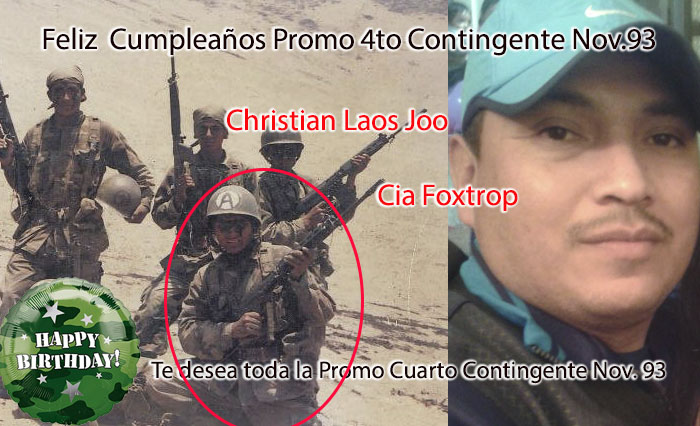 Feliz Cumpleaños Promo 4to Contingente Nov.93
Christian Laos Joo
Cia Foxtrop
A
HAPPY
BIRTHDAY!
Te desea toda la Promo Cuarto Contingente Nov. 93